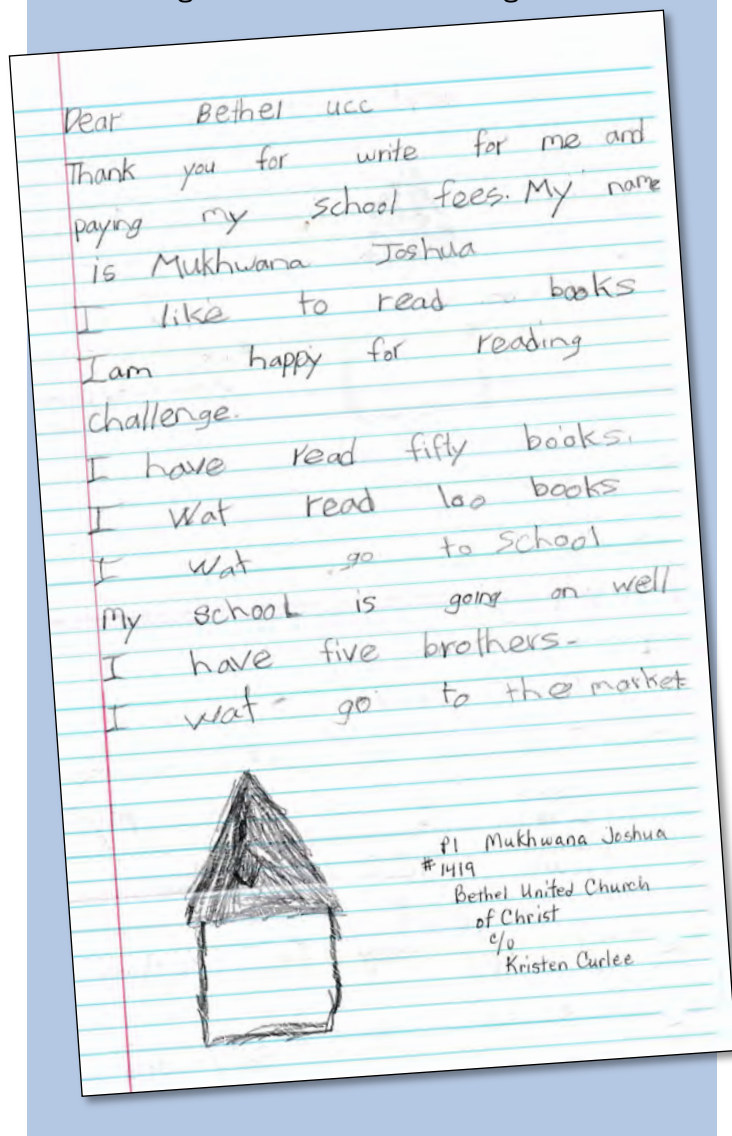 Dear Bethel ucc
Thank you for write for me and
paying my school fees. My name
is Mukhwana Joshua
I like to read books
I am happy for reading
challenge.
I have read fifty books.
I Wat read 100 books
I Wat go to School
My school is going on well
I have five brothers-
I wat go to the market
P1 Mukhwana Joshua
#1419
Bethel United Church
of Christ
c/o
Kristen Curlee